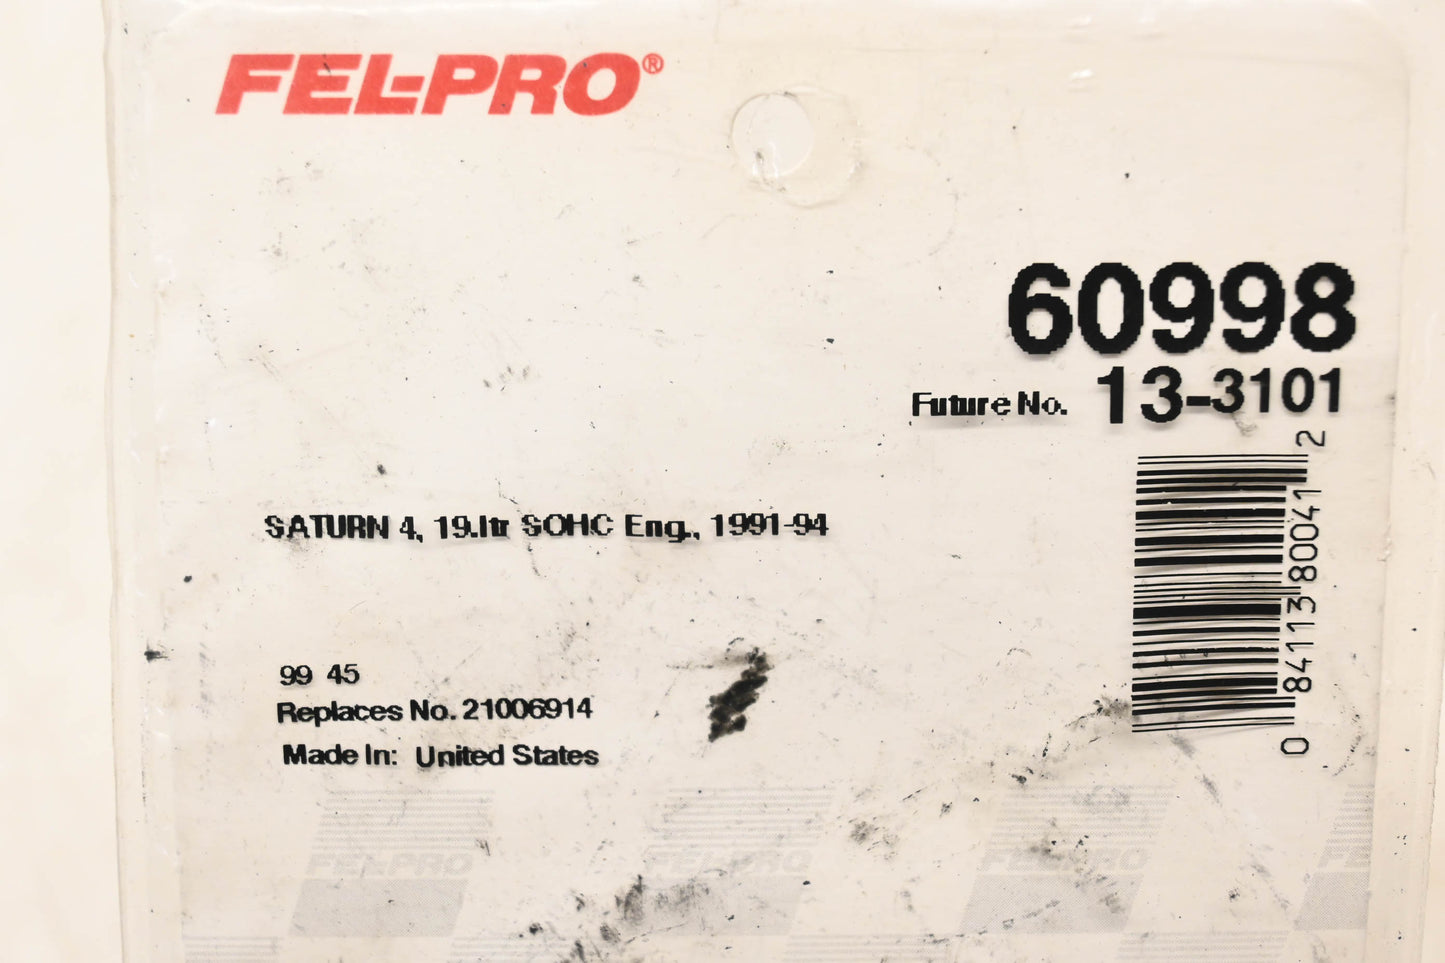 FEL-PRO®
60998
Future No. 13-3101
SATURN 4, 19.ltr SOHC Eng., 1991-94
0 84113 80041 2
99 45
Replaces No. 21006914
Made In: United States
FEL-PRO FEL-PRO FEL-PRO FE